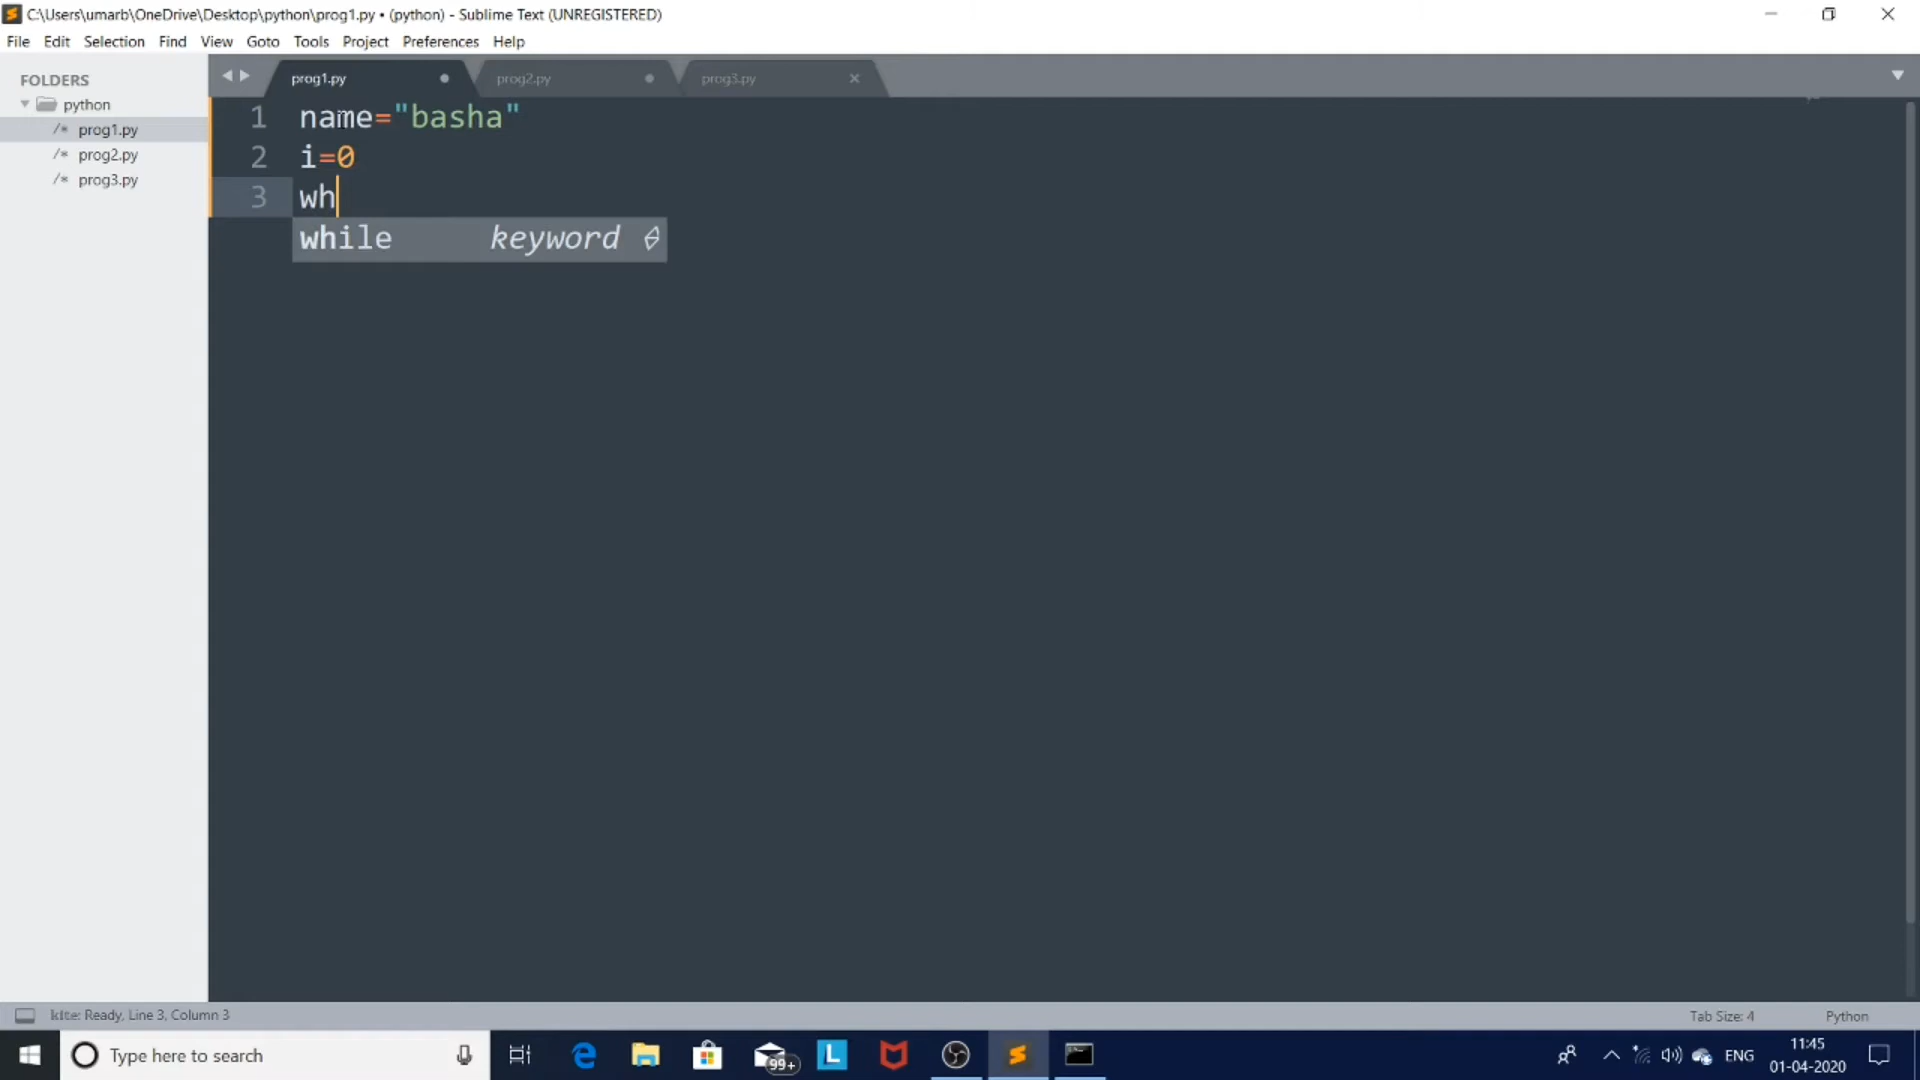 C:\Users\umarb\OneDrive\Desktop\python\prog1.py • (python) - Sublime Text (UNREGISTERED)
File Edit Selection Find View Goto Tools Project Preferences Help
FOLDERS
python
/* prog1.py
/* prog2.py
/* prog3.py
prog1.py prog2.py prog3.py
1 name="basha"
2 i=0
3 wh
while keyword
kite: Ready, Line 3, Column 3
Tab Size: 4 Python
Type here to search
99+
L
ENG
11:45
01-04-2020